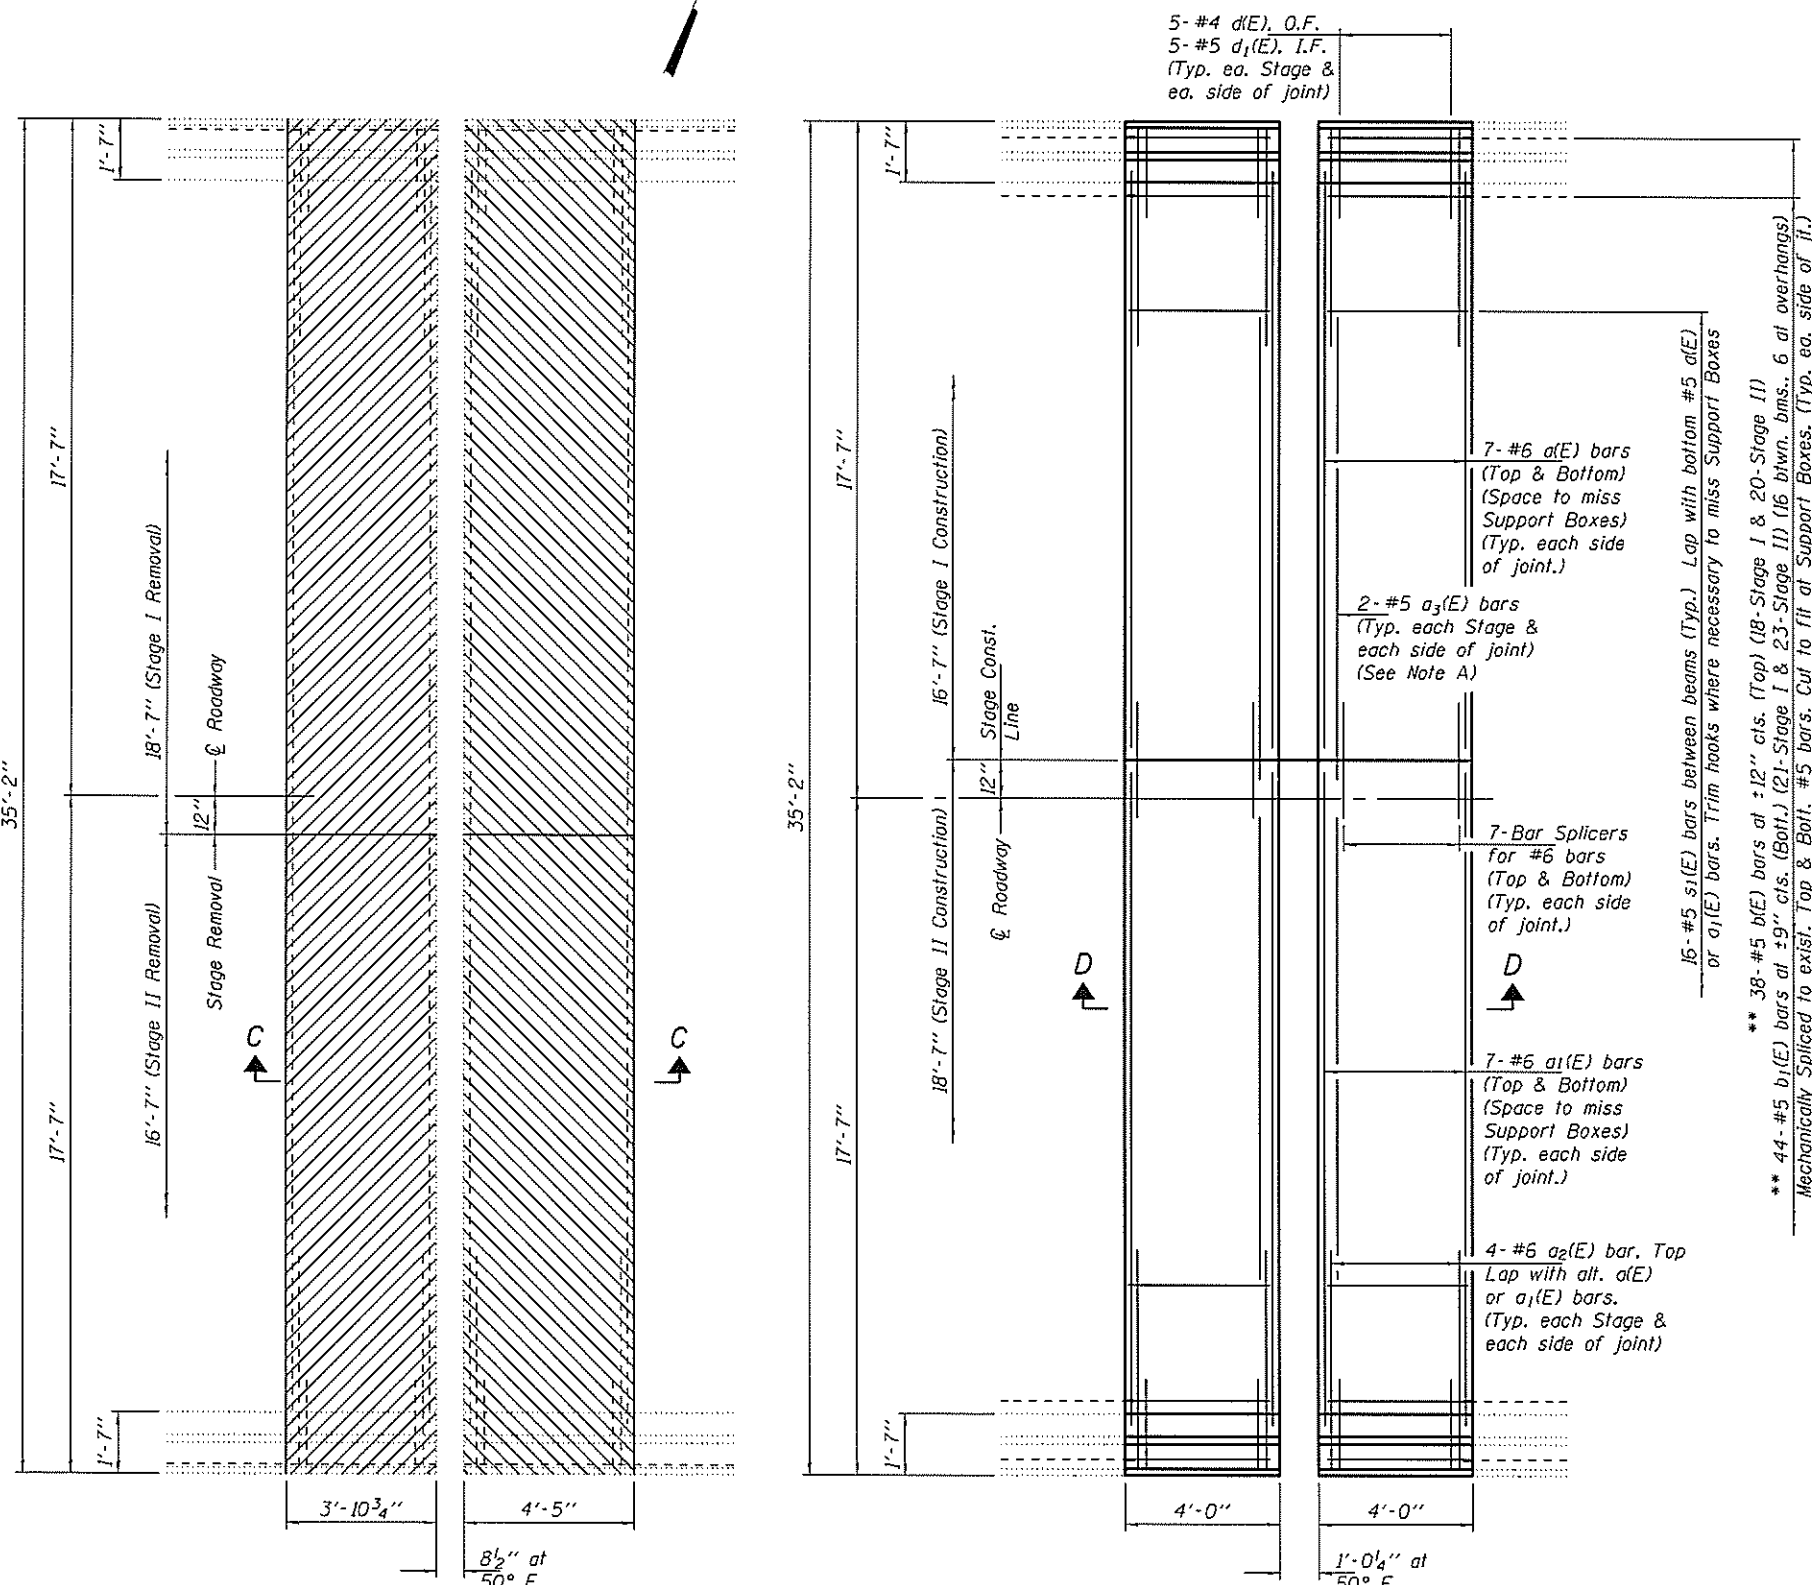 5-#4 d(E), O.F.
5-#5 d1(E), I.F.
(Typ. ea. Stage &
ea. side of joint)
1'-7"
17'-7"
35'-2"
18'-7" (Stage I Removal)
℄ Roadway
12"
Stage Removal
16'-7" (Stage II Removal)
17'-7"
1'-7"
C
C
3'-10 3/4"
4'-5"
8 1/2" at
50° F
1'-7"
17'-7"
35'-2"
16'-7" (Stage I Construction)
Stage Const.
Line
12"
℄ Roadway
18'-7" (Stage II Construction)
17'-7"
1'-7"
D
D
7-#6 a(E) bars
(Top & Bottom)
(Space to miss
Support Boxes)
(Typ. each side
of joint.)
2-#5 a3(E) bars
(Typ. each Stage &
each side of joint)
(See Note A)
7-Bar Splicers
for #6 bars
(Top & Bottom)
(Typ. each side
of joint.)
7-#6 a1(E) bars
(Top & Bottom)
(Space to miss
Support Boxes)
(Typ. each side
of joint.)
4-#6 a2(E) bar, Top
Lap with alt. a(E)
or a1(E) bars.
(Typ. each Stage &
each side of joint)
16-#5 s1(E) bars between beams (Typ.) Lap with bottom #5 a(E)
or a1(E) bars. Trim hooks where necessary to miss Support Boxes
** 38-#5 b(E) bars at ±12" cts. (Top) (18-Stage I & 20-Stage II)
** 44-#5 b1(E) bars at ±9" cts. (Bott.) (21-Stage I & 23-Stage II) (16 btwn. bms., 6 at overhangs)
Mechanically Spliced to exist. Top & Bott. #5 bars. Cut to fit at Support Boxes. (Typ. ea. side of jt.)
4'-0"
4'-0"
1'-0 1/4" at
50° F